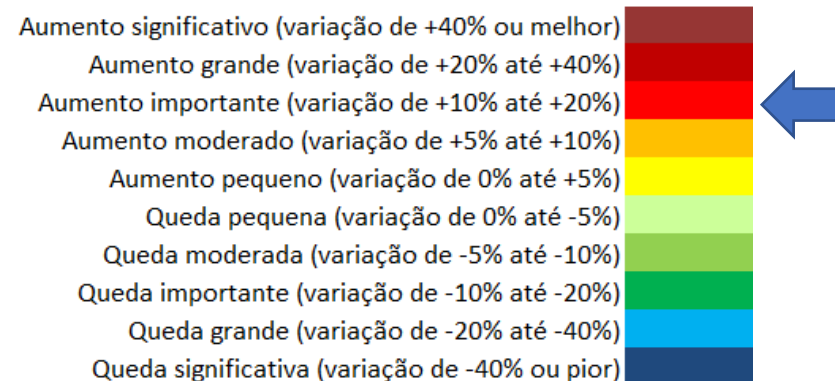 Aumento significativo (variação de +40% ou melhor)
Aumento grande (variação de +20% até +40%)
Aumento importante (variação de +10% até +20%)
Aumento moderado (variação de +5% até +10%)
Aumento pequeno (variação de 0% até +5%)
Queda pequena (variação de 0% até -5%)
Queda moderada (variação de -5% até -10%)
Queda importante (variação de -10% até -20%)
Queda grande (variação de -20% até -40%)
Queda significativa (variação de -40% ou pior)